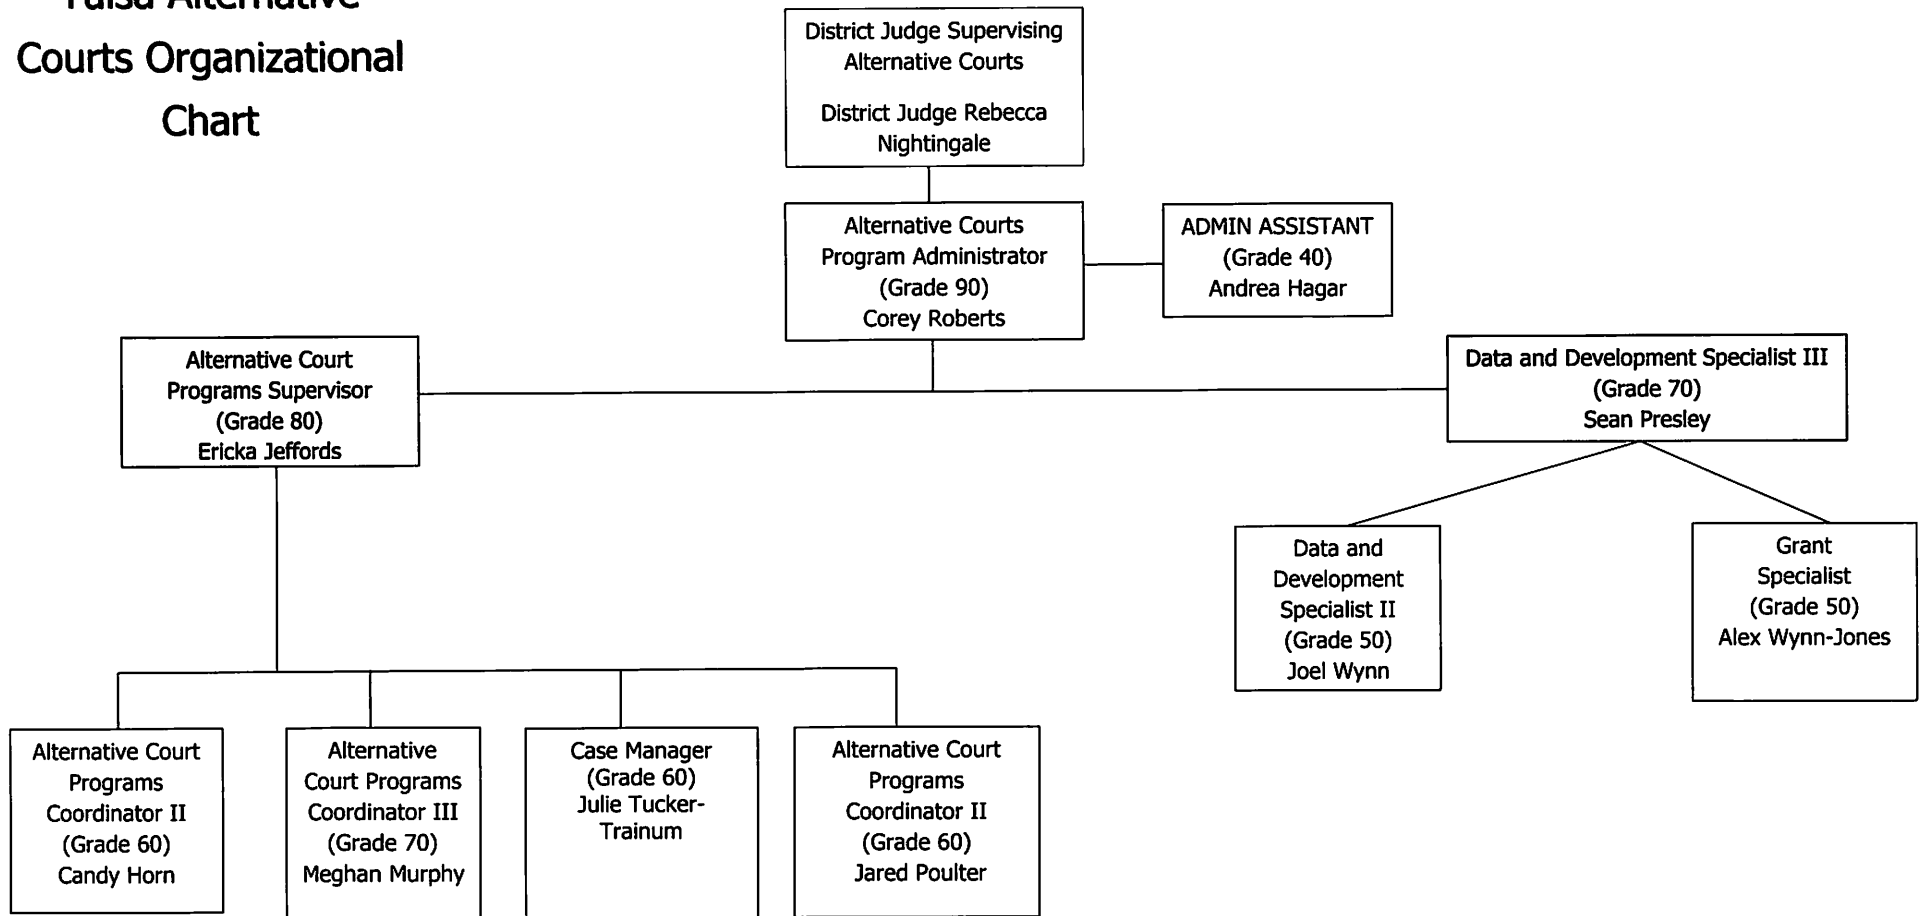 Tulsa Alternative
Courts Organizational
Chart
District Judge Supervising
Alternative Courts
District Judge Rebecca
Nightingale
Alternative Courts
Program Administrator
(Grade 90)
Corey Roberts
ADMIN ASSISTANT
(Grade 40)
Andrea Hagar
Alternative Court
Programs Supervisor
(Grade 80)
Ericka Jeffords
Data and Development Specialist III
(Grade 70)
Sean Presley
Data and
Development
Specialist II
(Grade 50)
Joel Wynn
Grant
Specialist
(Grade 50)
Alex Wynn-Jones
Alternative Court
Programs
Coordinator II
(Grade 60)
Candy Horn
Alternative
Court Programs
Coordinator III
(Grade 70)
Meghan Murphy
Case Manager
(Grade 60)
Julie Tucker-
Trainum
Alternative Court
Programs
Coordinator II
(Grade 60)
Jared Poulter